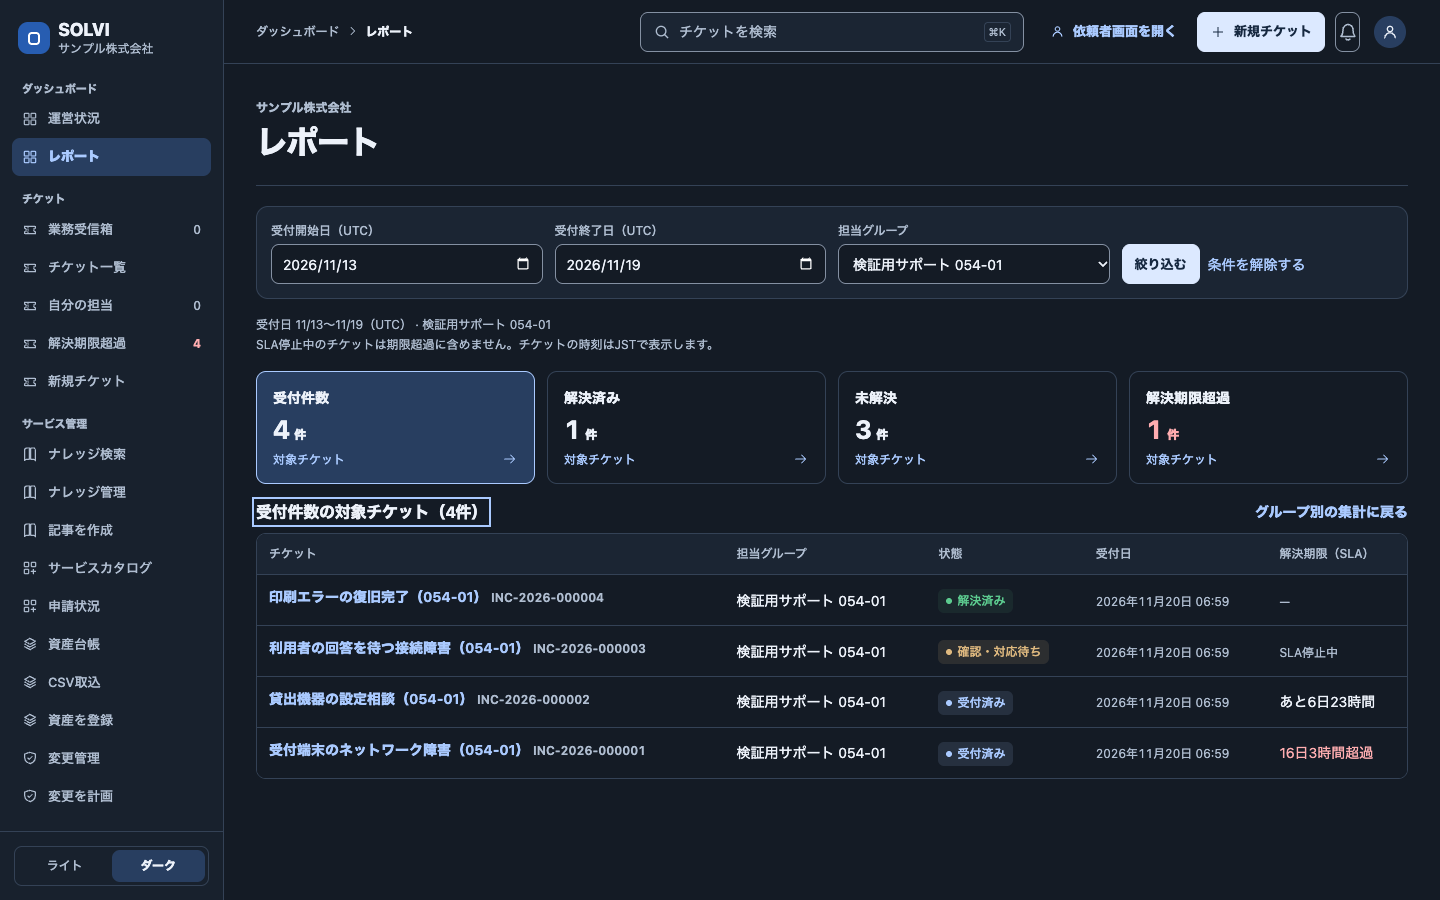 SOLVI
サンプル株式会社
ダッシュボード
運営状況
レポート
チケット
業務受信箱 0
チケット一覧
自分の担当 0
解決期限超過 4
新規チケット
サービス管理
ナレッジ検索
ナレッジ管理
記事を作成
サービスカタログ
申請状況
資産台帳
CSV取込
資産を登録
変更管理
変更を計画
ライト ダーク
ダッシュボード > レポート
チケットを検索 ⌘K
依頼者画面を開く
+ 新規チケット
サンプル株式会社
レポート
受付開始日（UTC） 受付終了日（UTC） 担当グループ
2026/11/13 2026/11/19 検証用サポート 054-01 絞り込む 条件を解除する
受付日 11/13〜11/19（UTC） · 検証用サポート 054-01
SLA停止中のチケットは期限超過に含めません。チケットの時刻はJSTで表示します。
受付件数 解決済み 未解決 解決期限超過
4 件 1 件 3 件 1 件
対象チケット → 対象チケット → 対象チケット → 対象チケット →
受付件数の対象チケット（4件） グループ別の集計に戻る
チケット 担当グループ 状態 受付日 解決期限（SLA）
印刷エラーの復旧完了（054-01） INC-2026-000004 検証用サポート 054-01 解決済み 2026年11月20日 06:59 —
利用者の回答を待つ接続障害（054-01） INC-2026-000003 検証用サポート 054-01 確認・対応待ち 2026年11月20日 06:59 SLA停止中
貸出機器の設定相談（054-01） INC-2026-000002 検証用サポート 054-01 受付済み 2026年11月20日 06:59 あと6日23時間
受付端末のネットワーク障害（054-01） INC-2026-000001 検証用サポート 054-01 受付済み 2026年11月20日 06:59 16日3時間超過